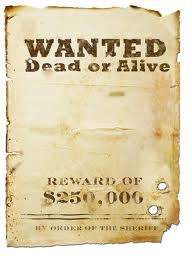 WANTED
Dead or Alive
REWARD OF
$250,000
BY ORDER OF THE SHERIFF